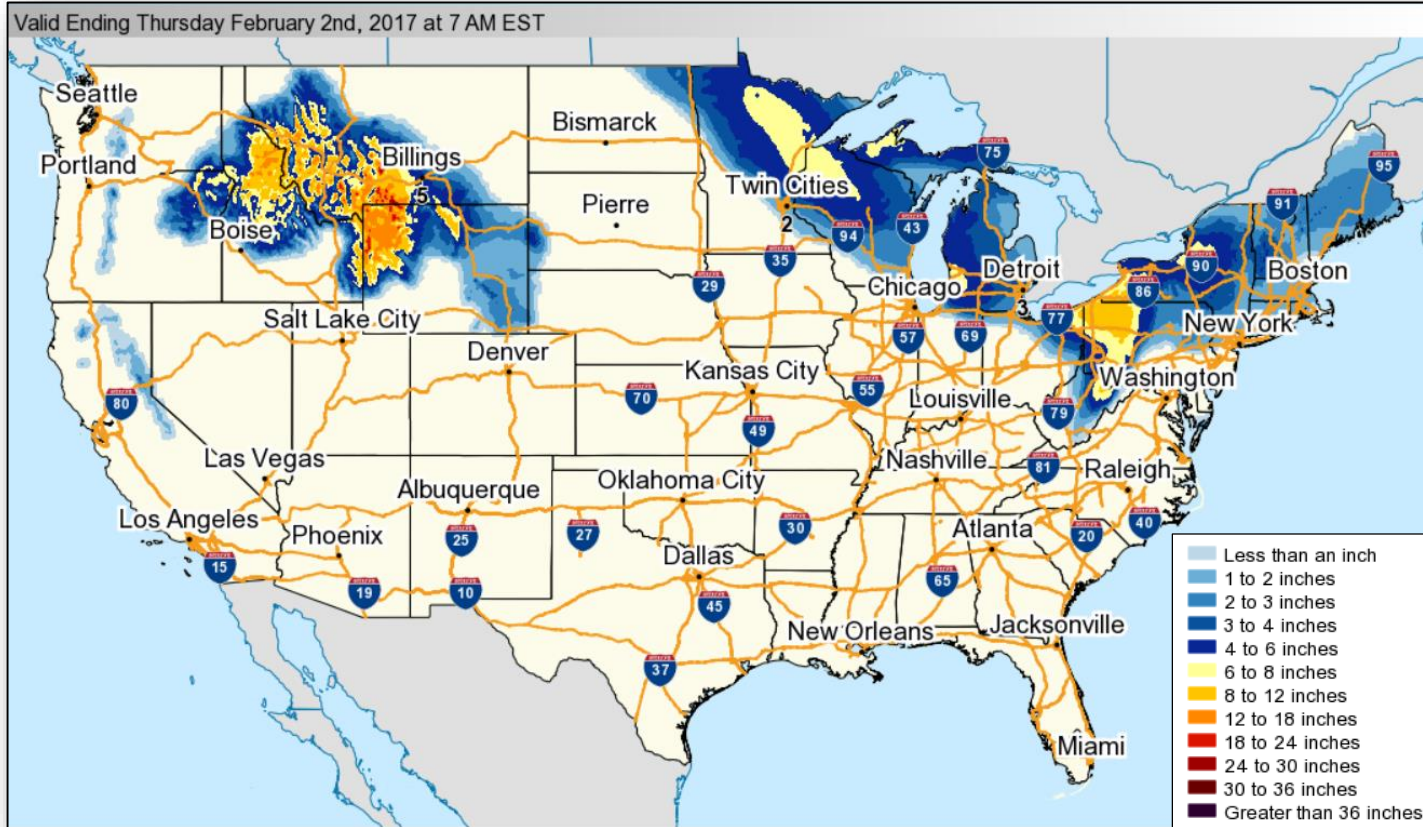 Valid Ending Thursday February 2nd, 2017 at 7 AM EST
Seattle
Portland
Boise
Billings
5
Bismarck
Pierre
Twin Cities
2
94
43
75
95
91
90
Boston
86
77
New York
Detroit
3
Chicago
35
29
57
69
Salt Lake City
Denver
Kansas City
Washington
80
70
55
49
Louisville
79
81
Las Vegas
Albuquerque
Oklahoma City
Nashville
Raleigh
Los Angeles
Phoenix
25
27
30
Atlanta
20
40
15
19
10
Dallas
45
65
37
New Orleans
Jacksonville
Miami
Less than an inch
1 to 2 inches
2 to 3 inches
3 to 4 inches
4 to 6 inches
6 to 8 inches
8 to 12 inches
12 to 18 inches
18 to 24 inches
24 to 30 inches
30 to 36 inches
Greater than 36 inches